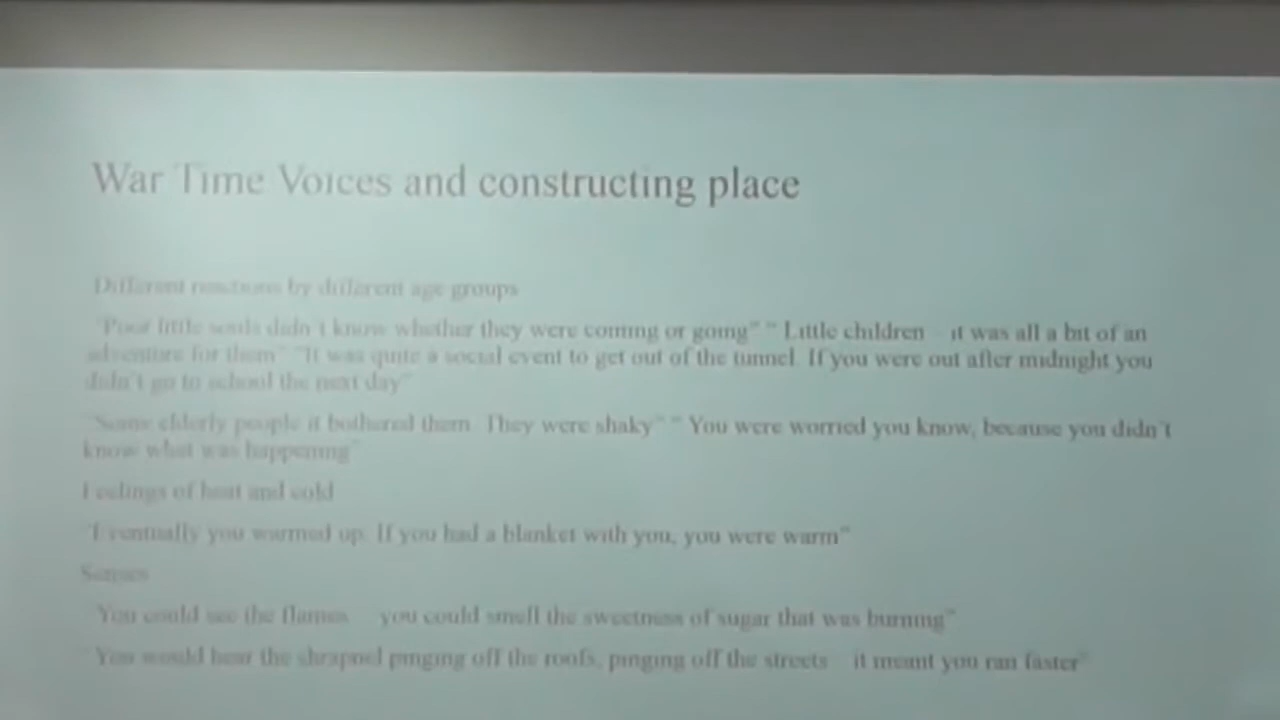 War Time Voices and constructing place
Different reactions by different age groups
"Poor little souls didn't know whether they were coming or going" " Little children it was all a bit of an
adventure for them" "It was quite a social event to get out of the tunnel. If you were out after midnight you
didn't go to school the next day"
"Some elderly people it bothered them. They were shaky" " You were worried you know, because you didn't
know what was happening"
Feelings of heat and cold
"Eventually you warmed up. If you had a blanket with you, you were warm"
Senses
"You could see the flames you could smell the sweetness of sugar that was burning"
"You would hear the shrapnel pinging off the roofs, pinging off the streets it meant you ran faster"